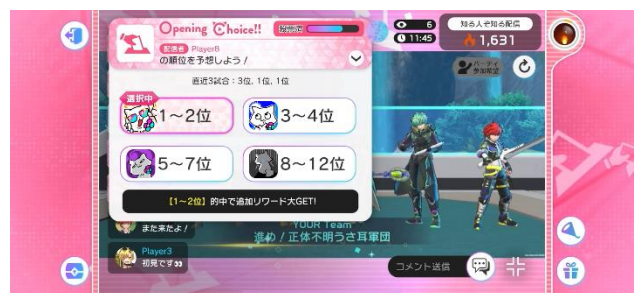 Opening Choice!!
配信者 Player6
の順位を予想しよう！
直近3試合：3位, 1位, 1位
選択中
1〜2位
3〜4位
5〜7位
8〜12位
【1〜2位】的中で追加リワード大GET!
6
11:45
知る人ぞ知る配信
1,631
パーティ
参加希望
また来たよ！
Player3
初見です👀
YOUR Team
進め！正体不明うさ耳軍団
コメント送信